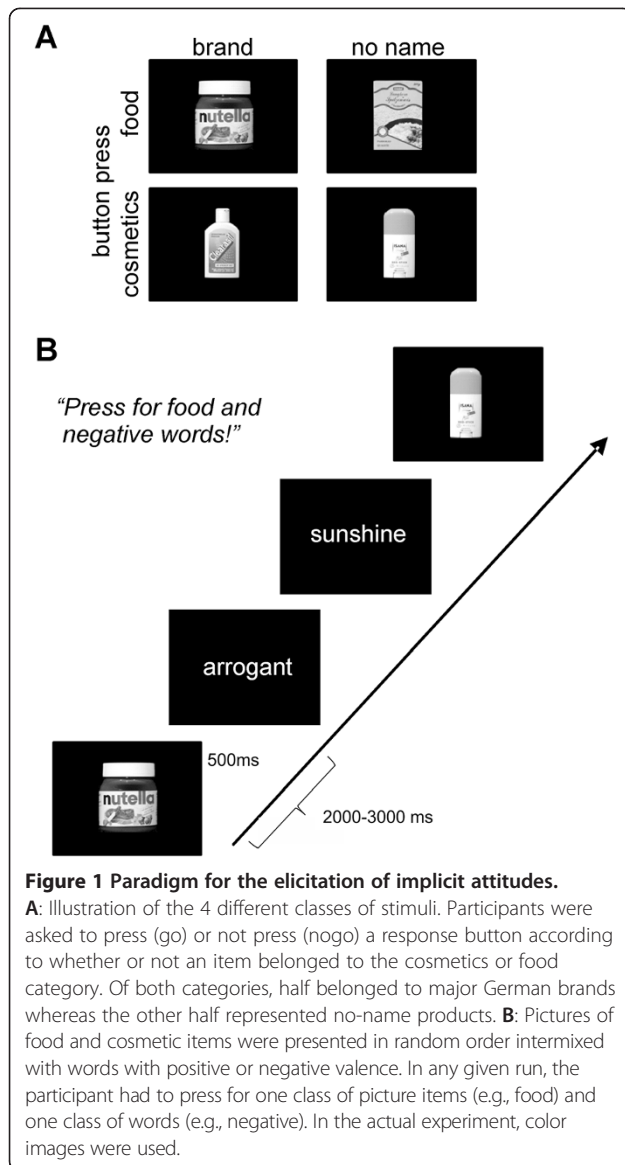 A
brand no name
button press
food
cosmetics
nutella
Clearasil
B
"Press for food and
negative words!"
sunshine
arrogant
nutella
500ms
2000-3000 ms
Figure 1 Paradigm for the elicitation of implicit attitudes.
A: Illustration of the 4 different classes of stimuli. Participants were
asked to press (go) or not press (nogo) a response button according
to whether or not an item belonged to the cosmetics or food
category. Of both categories, half belonged to major German brands
whereas the other half represented no-name products. B: Pictures of
food and cosmetic items were presented in random order intermixed
with words with positive or negative valence. In any given run, the
participant had to press for one class of picture items (e.g., food) and
one class of words (e.g., negative). In the actual experiment, color
images were used.